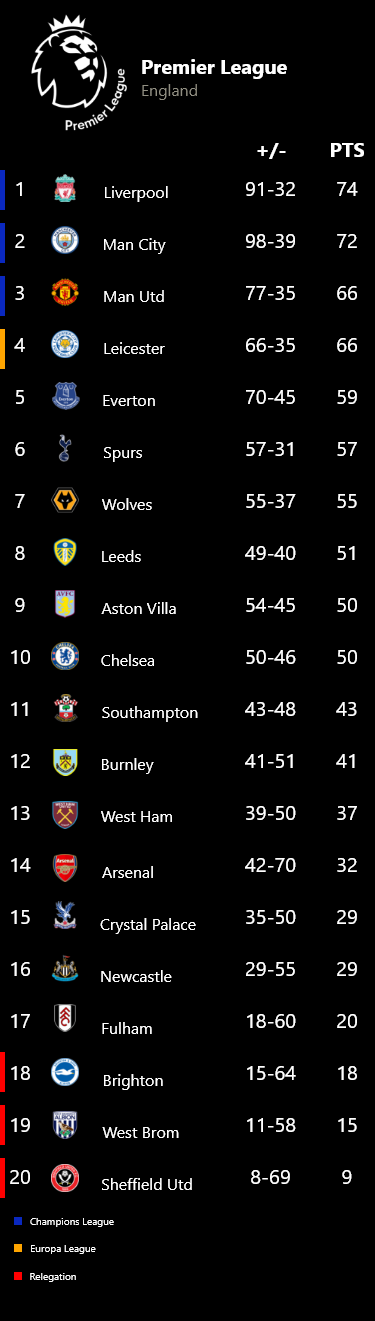 Premier League
Premier League
England
+/- PTS
1 Liverpool 91-32 74
2 Man City 98-39 72
3 Man Utd 77-35 66
4 Leicester 66-35 66
5 Everton 70-45 59
6 Spurs 57-31 57
7 Wolves 55-37 55
8 Leeds 49-40 51
9 Aston Villa 54-45 50
10 Chelsea 50-46 50
11 Southampton 43-48 43
12 Burnley 41-51 41
13 West Ham 39-50 37
14 Arsenal 42-70 32
15 Crystal Palace 35-50 29
16 Newcastle 29-55 29
17 Fulham 18-60 20
18 Brighton 15-64 18
19 West Brom 11-58 15
20 Sheffield Utd 8-69 9
Champions League
Europa League
Relegation